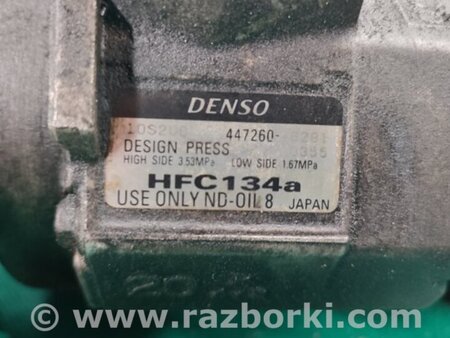 DENSO
447260-
DESIGN PRESS
HIGH SIDE 3.53MPa LOW SIDE 1.67MPa
HFC134a
USE ONLY ND-OIL 8 JAPAN
www.razborki.com